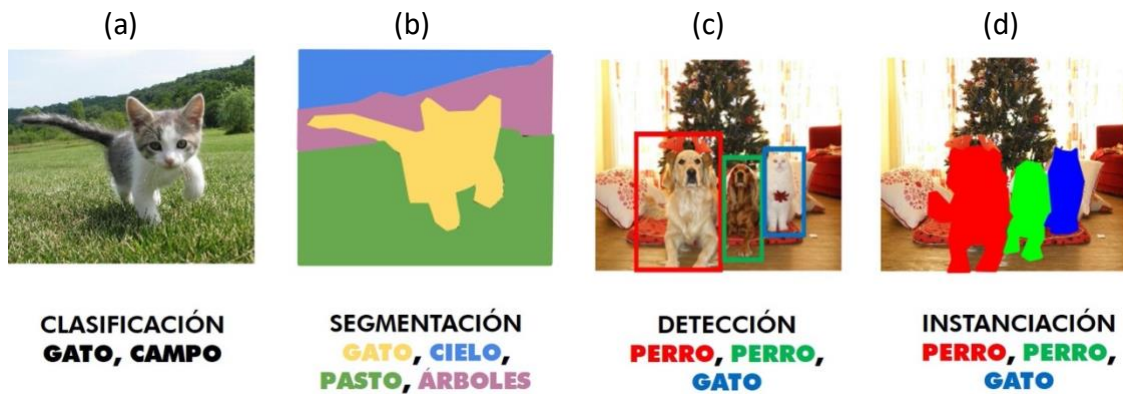 (a)
(b)
(c)
(d)
CLASIFICACIÓN
GATO, CAMPO
SEGMENTACIÓN
GATO, CIELO,
PASTO, ÁRBOLES
DETECCIÓN
PERRO, PERRO,
GATO
INSTANCIACIÓN
PERRO, PERRO,
GATO